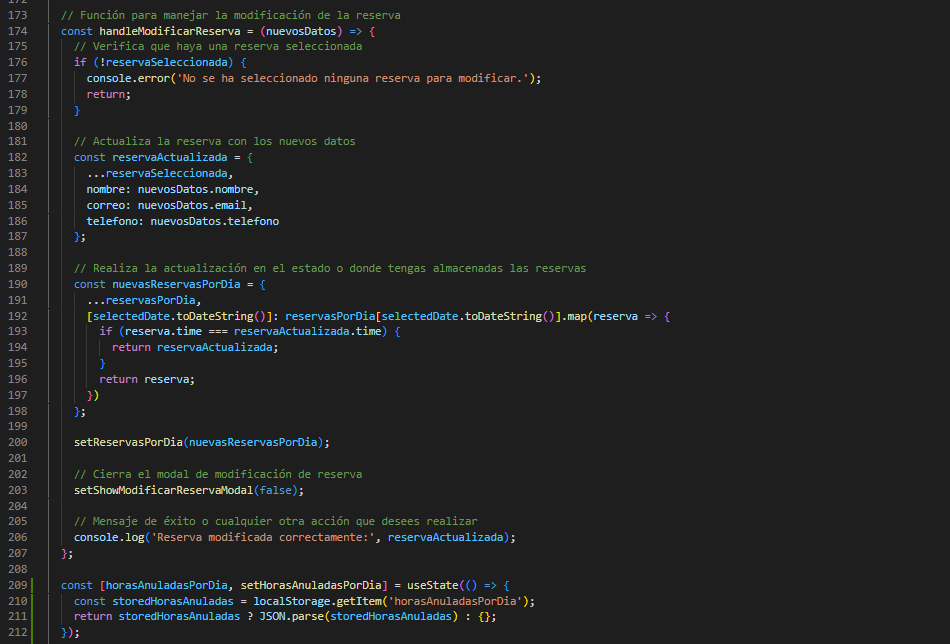 172
173 // Función para manejar la modificación de la reserva
174 const handleModificarReserva = (nuevosDatos) => {
175 // Verifica que haya una reserva seleccionada
176 if (!reservaSeleccionada) {
177 console.error('No se ha seleccionado ninguna reserva para modificar.');
178 return;
179 }
180
181 // Actualiza la reserva con los nuevos datos
182 const reservaActualizada = {
183 ...reservaSeleccionada,
184 nombre: nuevosDatos.nombre,
185 correo: nuevosDatos.email,
186 telefono: nuevosDatos.telefono
187 };
188
189 // Realiza la actualización en el estado o donde tengas almacenadas las reservas
190 const nuevasReservasPorDia = {
191 ...reservasPorDia,
192 [selectedDate.toDateString()]: reservasPorDia[selectedDate.toDateString()].map(reserva => {
193 if (reserva.time === reservaActualizada.time) {
194 return reservaActualizada;
195 }
196 return reserva;
197 })
198 };
199
200 setReservasPorDia(nuevasReservasPorDia);
201
202 // Cierra el modal de modificación de reserva
203 setShowModificarReservaModal(false);
204
205 // Mensaje de éxito o cualquier otra acción que desees realizar
206 console.log('Reserva modificada correctamente:', reservaActualizada);
207 };
208
209 const [horasAnuladasPorDia, setHorasAnuladasPorDia] = useState(() => {
210 const storedHorasAnuladas = localStorage.getItem('horasAnuladasPorDia');
211 return storedHorasAnuladas ? JSON.parse(storedHorasAnuladas) : {};
212 });